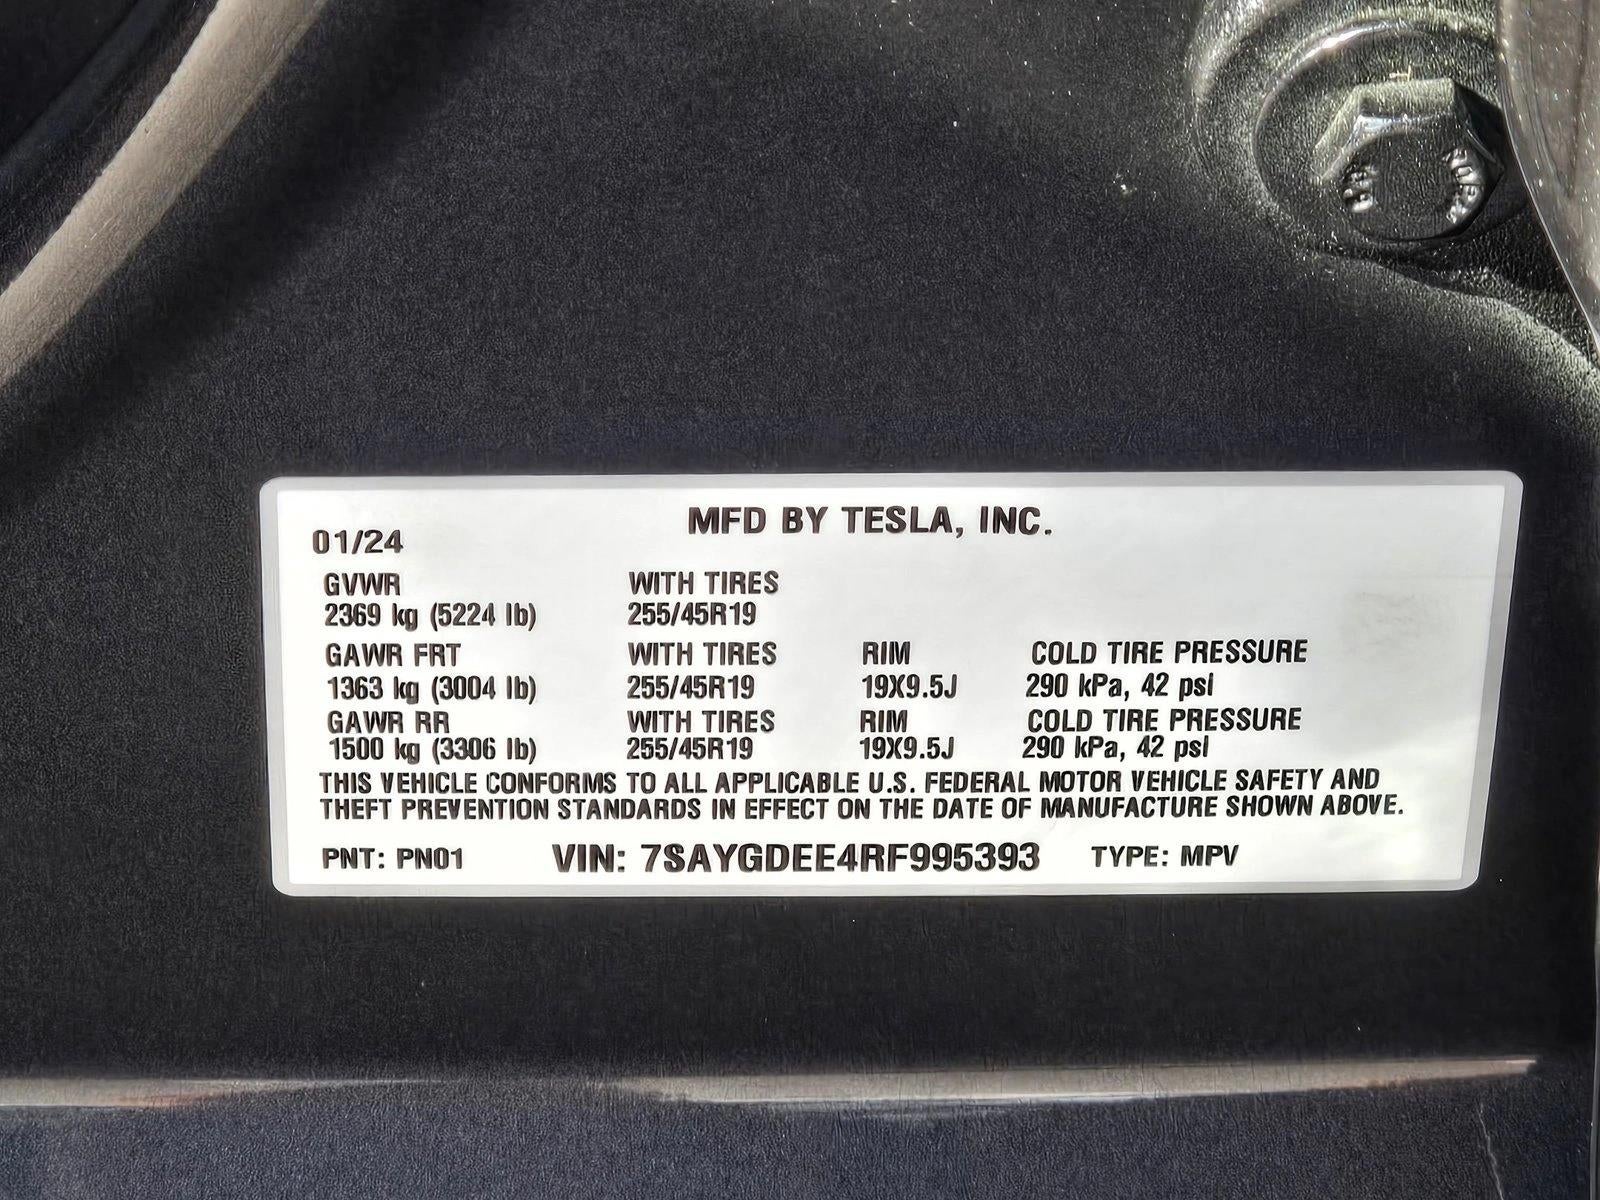 MFD BY TESLA, INC.
01/24
GVWR WITH TIRES
2369 kg (5224 lb) 255/45R19
GAWR FRT WITH TIRES RIM COLD TIRE PRESSURE
1363 kg (3004 lb) 255/45R19 19X9.5J 290 kPa, 42 psi
GAWR RR WITH TIRES RIM COLD TIRE PRESSURE
1500 kg (3306 lb) 255/45R19 19X9.5J 290 kPa, 42 psi
THIS VEHICLE CONFORMS TO ALL APPLICABLE U.S. FEDERAL MOTOR VEHICLE SAFETY AND
THEFT PREVENTION STANDARDS IN EFFECT ON THE DATE OF MANUFACTURE SHOWN ABOVE.
PNT: PN01 VIN: 7SAYGDEE4RF995393 TYPE: MPV